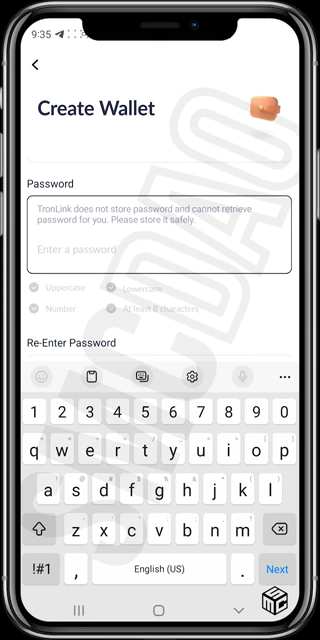 9:35
Create Wallet
Password
TronLink does not store password and cannot retrieve
password for you. Please store it safely.
Enter a password
Uppercase Lowercase
Number At least 8 characters
Re-Enter Password
1 2 3 4 5 6 7 8 9 0
q w e r t y u i o p
a s d f g h j k l
z x c v b n m
!#1 , English (US) . Next